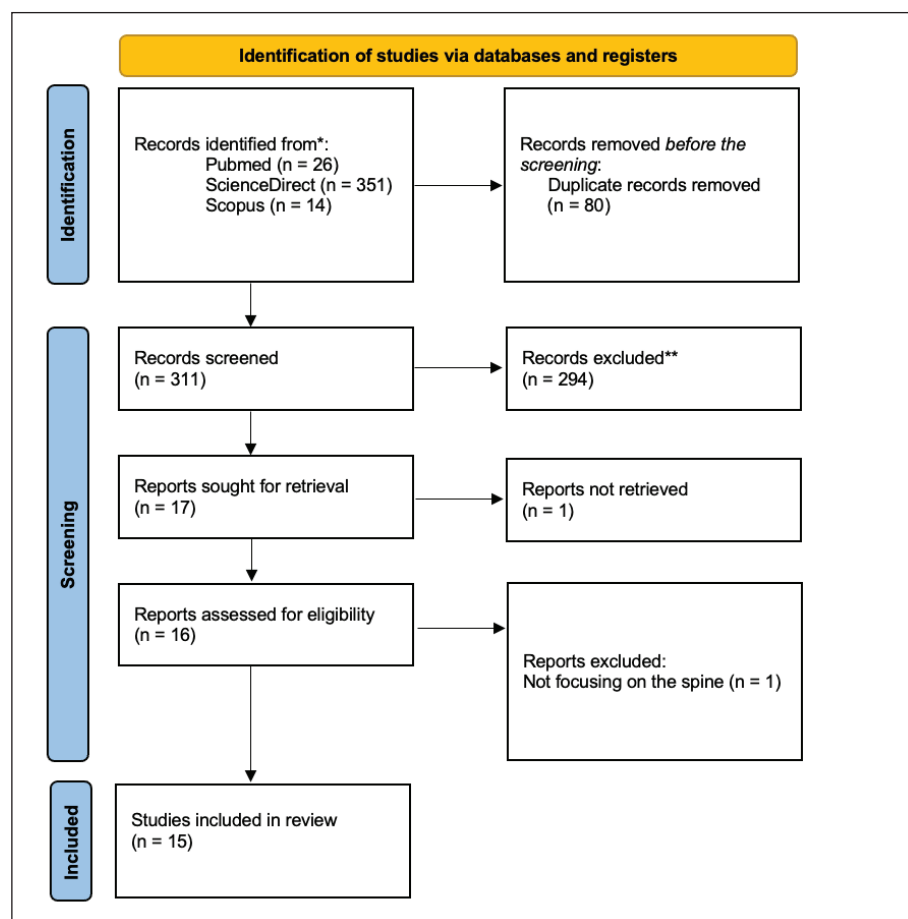 Identification of studies via databases and registers
Identification
Records identified from*:
Pubmed (n = 26)
ScienceDirect (n = 351)
Scopus (n = 14)
Records removed before the
screening:
Duplicate records removed
(n = 80)
Screening
Records screened
(n = 311)
Records excluded**
(n = 294)
Reports sought for retrieval
(n = 17)
Reports not retrieved
(n = 1)
Reports assessed for eligibility
(n = 16)
Reports excluded:
Not focusing on the spine (n = 1)
Included
Studies included in review
(n = 15)